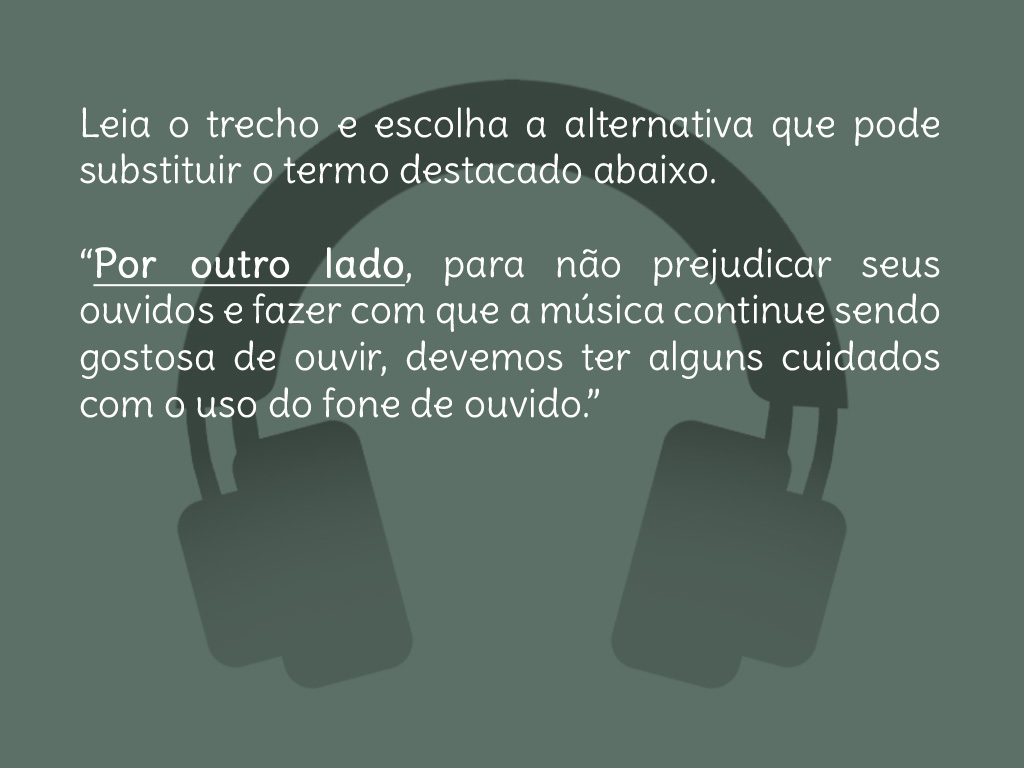 Leia o trecho e escolha a alternativa que pode
substituir o termo destacado abaixo.
“Por outro lado, para não prejudicar seus
ouvidos e fazer com que a música continue sendo
gostosa de ouvir, devemos ter alguns cuidados
com o uso do fone de ouvido.”